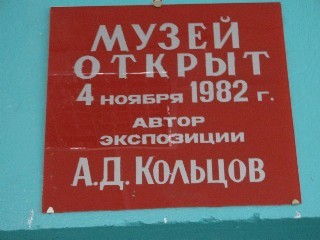 МУЗЕЙ
ОТКРЫТ
4 НОЯБРЯ 1982 г.
АВТОР
ЭКСПОЗИЦИИ
А.Д. КОЛЬЦОВ